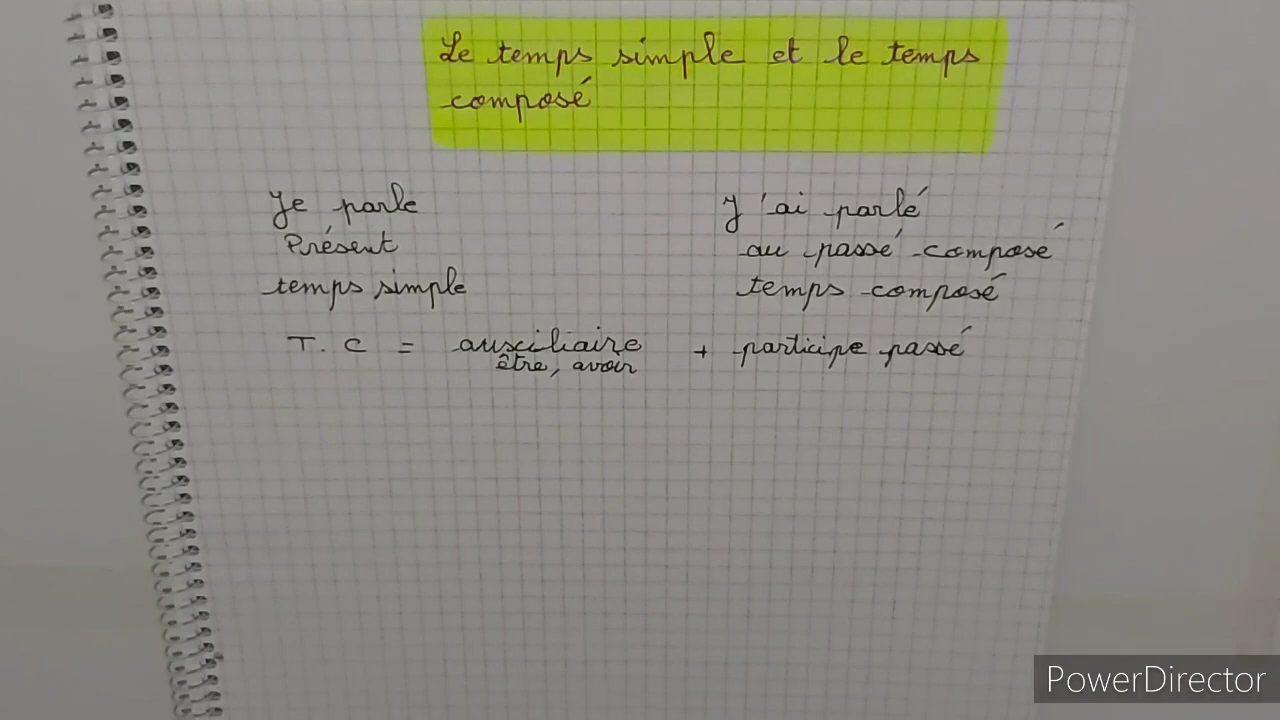 Le temps simple et le temps
composé
Je parle
J'ai parlé
Présent
au passé composé
temps simple
temps composé
T.C = auxciliaire + participe passé
être, avoir
PowerDirector